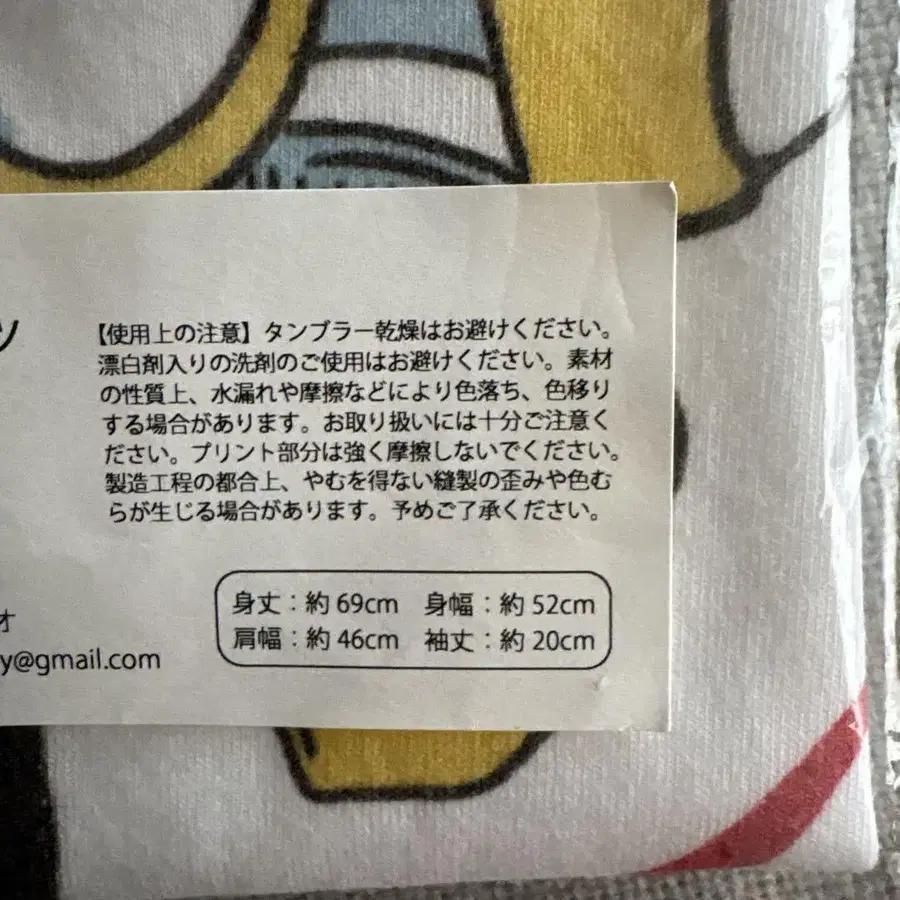 ツ
【使用上の注意】タンブラー乾燥はお避けください。
漂白剤入りの洗剤のご使用はお避けください。素材
の性質上、水漏れや摩擦などにより色落ち、色移り
する場合があります。お取り扱いには十分ご注意く
ださい。プリント部分は強く摩擦しないでください。
製造工程の都合上、やむを得ない縫製の歪みや色む
らが生じる場合があります。予めご了承ください。
身丈：約 69cm 身幅：約 52cm
肩幅：約 46cm 袖丈：約 20cm
オ
y@gmail.com